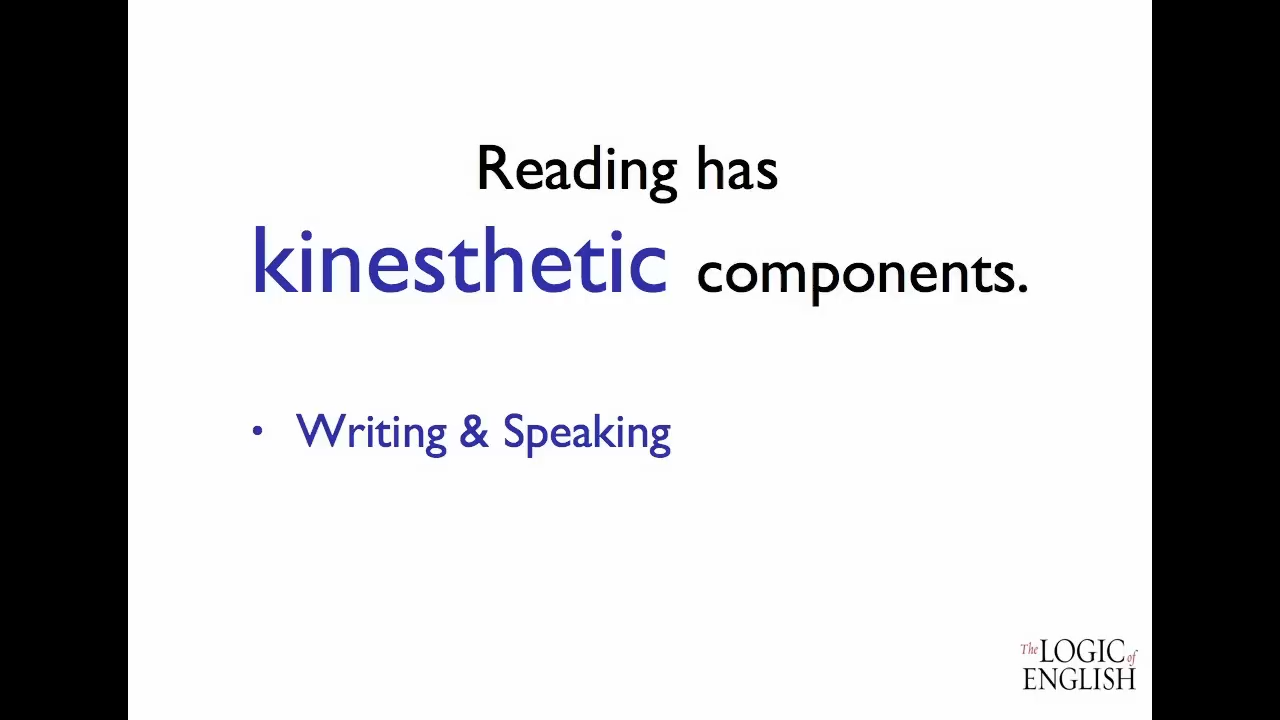 Reading has
kinesthetic components.
• Writing & Speaking
The LOGIC of
ENGLISH